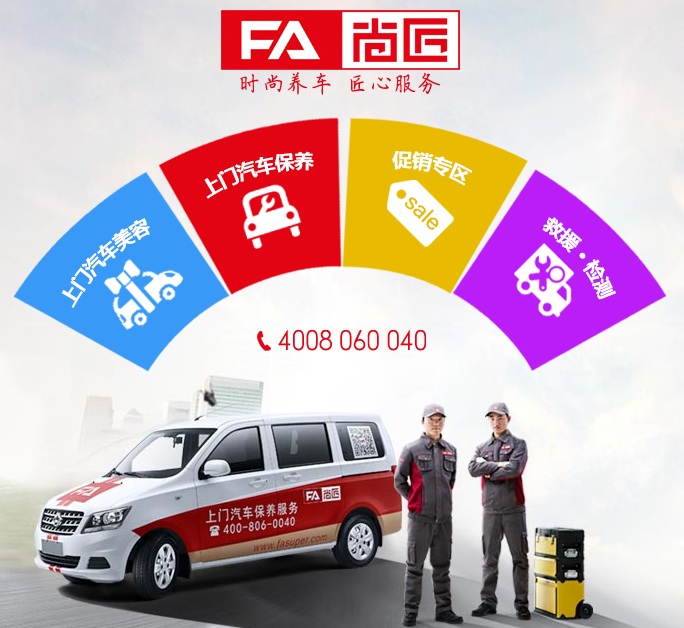 FA 尚匠
时尚养车 匠心服务
上门汽车美容
上门汽车保养
促销专区
sale
救援·检测
4008 060 040
FA 尚匠
上门汽车保养服务
400-806-0040
www.fasuper.com